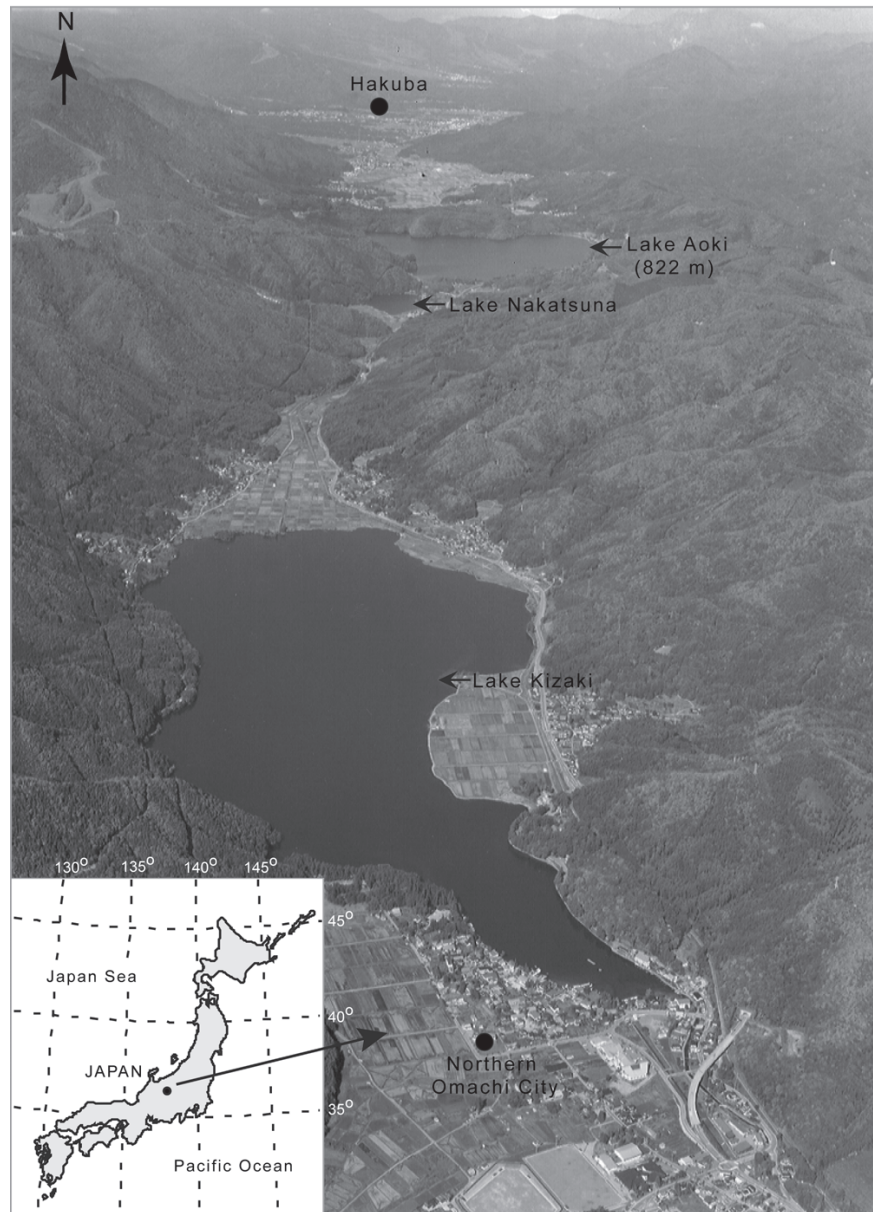 N
Hakuba
Lake Aoki
(822 m)
Lake Nakatsuna
Lake Kizaki
130° 135° 140° 145°
45°
Japan Sea
40°
JAPAN
Northern
Omachi City
35°
Pacific Ocean